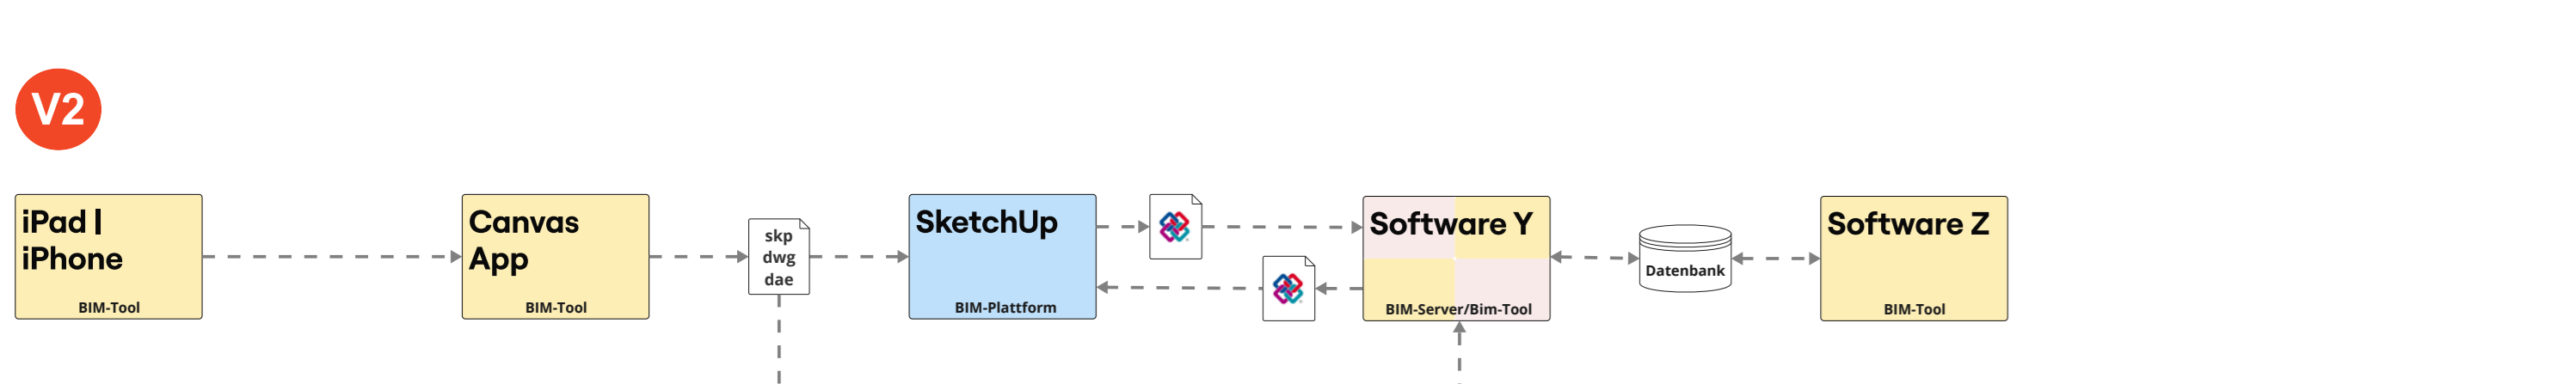 V2
iPad |
iPhone
BIM-Tool
Canvas
App
BIM-Tool
skp
dwg
dae
SketchUp
BIM-Plattform
Software Y
BIM-Server/Bim-Tool
Datenbank
Software Z
BIM-Tool